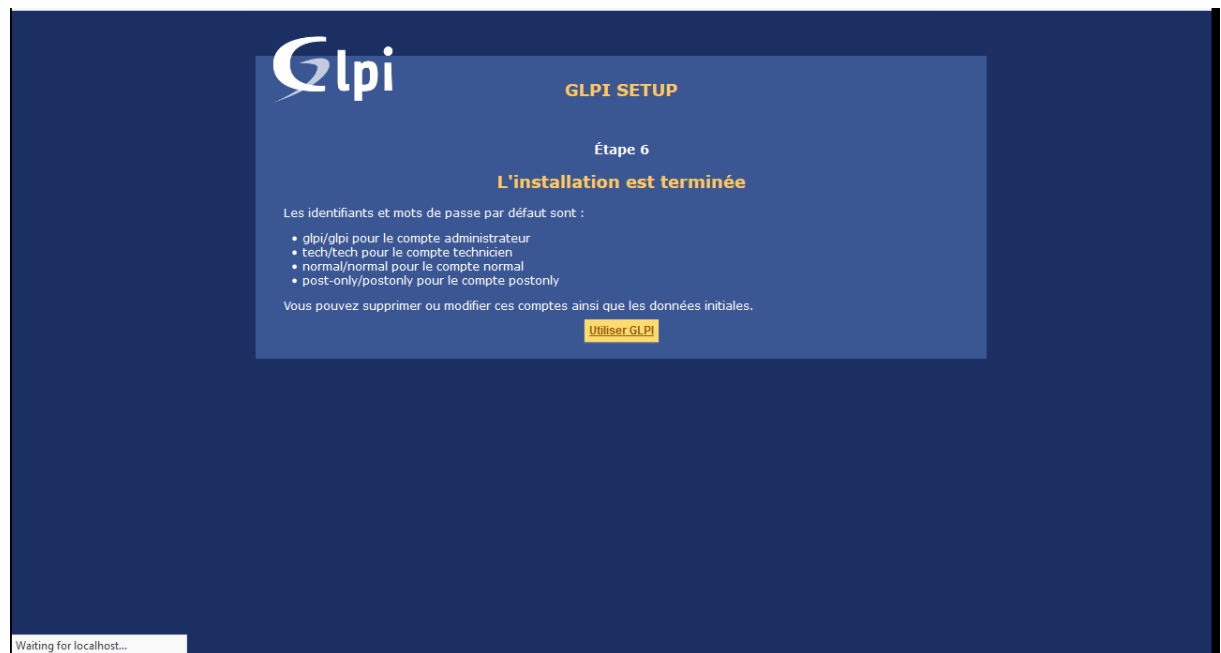 Glpi
GLPI SETUP
Étape 6
L'installation est terminée
Les identifiants et mots de passe par défaut sont :
• glpi/glpi pour le compte administrateur
• tech/tech pour le compte technicien
• normal/normal pour le compte normal
• post-only/postonly pour le compte postonly
Vous pouvez supprimer ou modifier ces comptes ainsi que les données initiales.
Utiliser GLPI
Waiting for localhost...